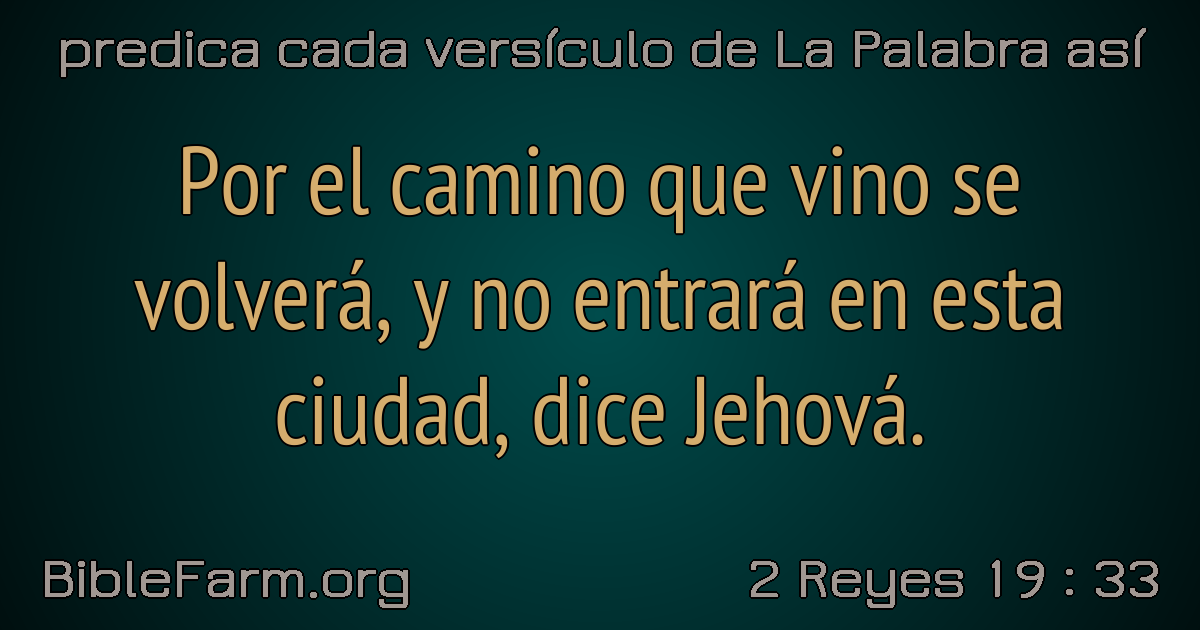 predica cada versículo de La Palabra así
Por el camino que vino se
volverá, y no entrará en esta
ciudad, dice Jehová.
BibleFarm.org
2 Reyes 19 : 33